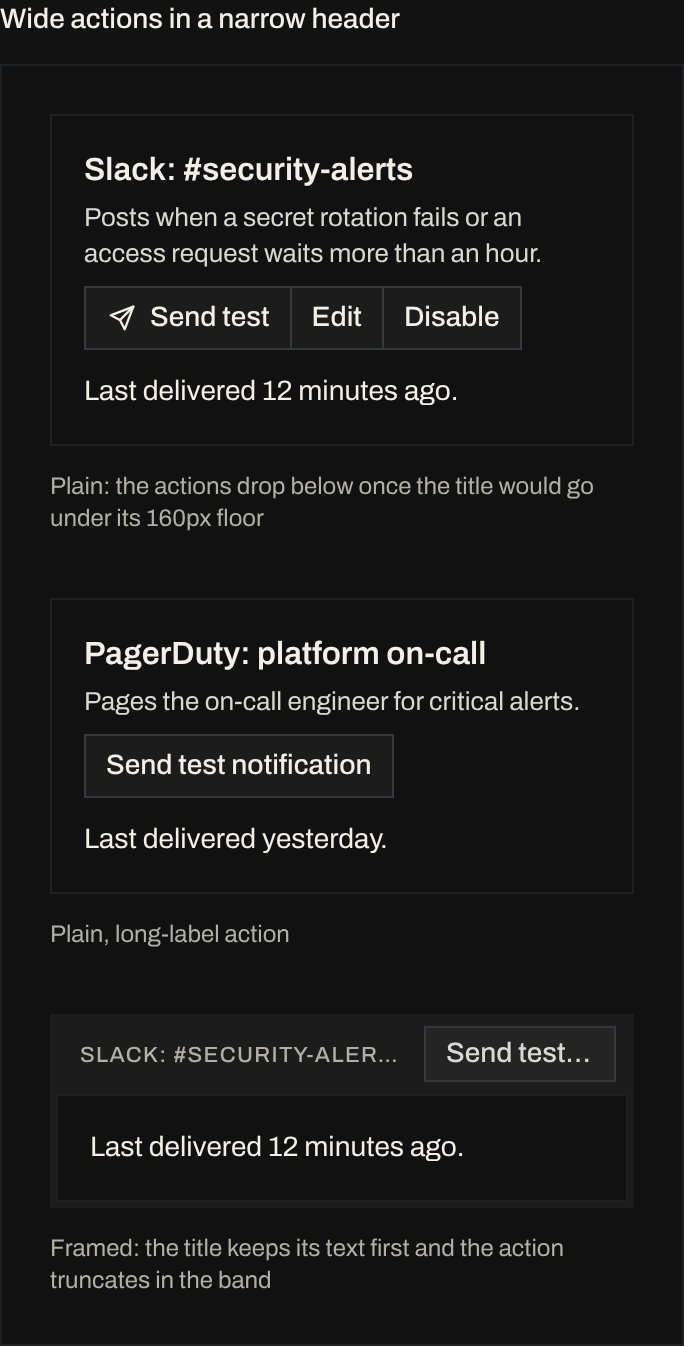 Wide actions in a narrow header
Slack: #security-alerts
Posts when a secret rotation fails or an
access request waits more than an hour.
Send test Edit Disable
Last delivered 12 minutes ago.
Plain: the actions drop below once the title would go
under its 160px floor
PagerDuty: platform on-call
Pages the on-call engineer for critical alerts.
Send test notification
Last delivered yesterday.
Plain, long-label action
SLACK: #SECURITY-ALER... Send test...
Last delivered 12 minutes ago.
Framed: the title keeps its text first and the action
truncates in the band